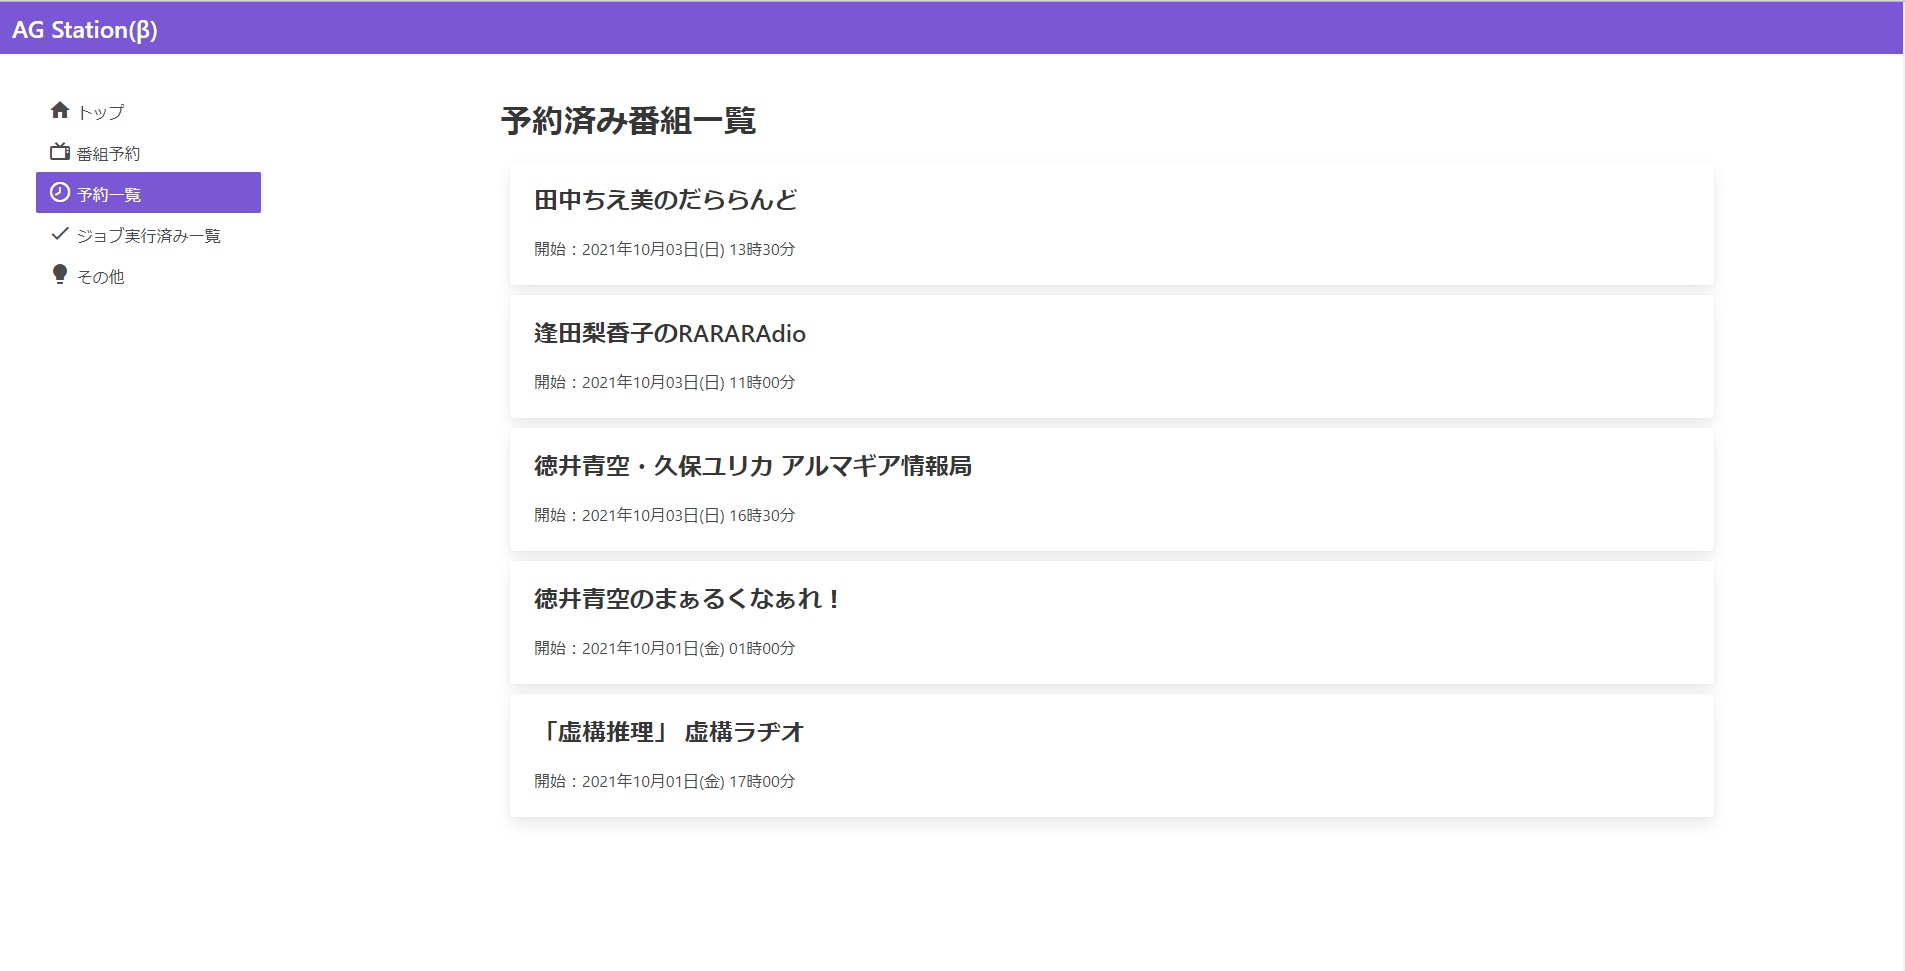 AG Station(β)
トップ
番組予約
予約一覧
ジョブ実行済み一覧
その他
予約済み番組一覧
田中ちえ美のだららんど
開始：2021年10月03日(日) 13時30分
逢田梨香子のRARARAdio
開始：2021年10月03日(日) 11時00分
徳井青空・久保ユリカ アルマギア情報局
開始：2021年10月03日(日) 16時30分
徳井青空のまぁるくなぁれ！
開始：2021年10月01日(金) 01時00分
「虚構推理」 虚構ラヂオ
開始：2021年10月01日(金) 17時00分